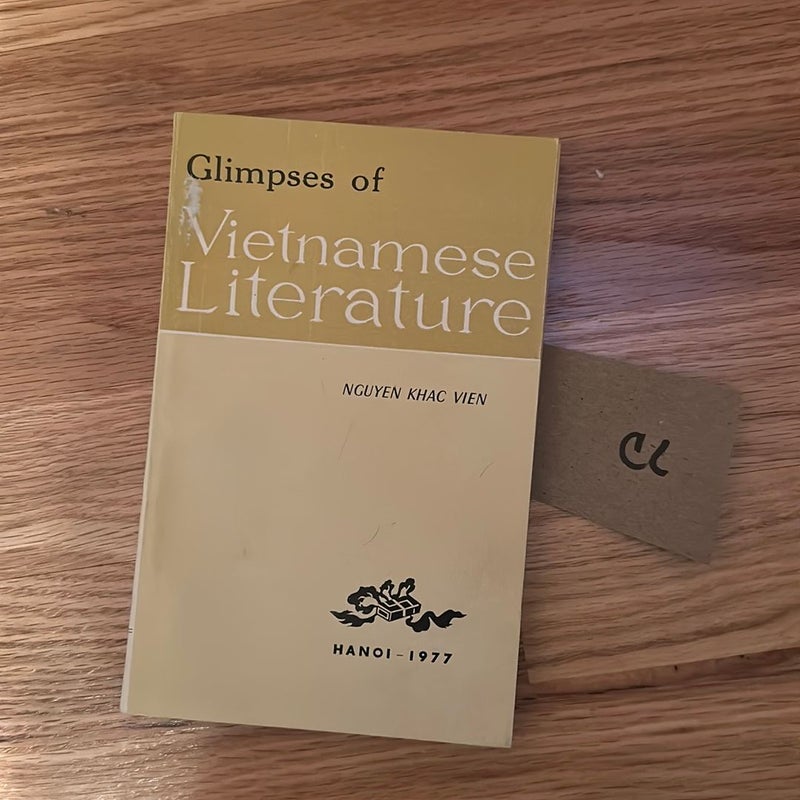 Glimpses of
Vietnamese
Literature
NGUYEN KHAC VIEN
HANOI – 1977